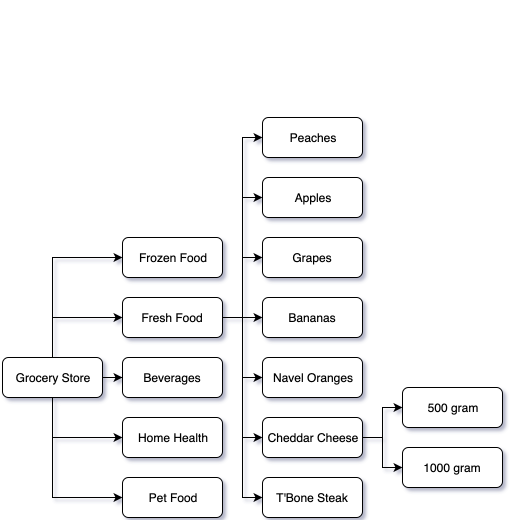 Grocery Store
Frozen Food
Fresh Food
Beverages
Home Health
Pet Food
Peaches
Apples
Grapes
Bananas
Navel Oranges
Cheddar Cheese
T'Bone Steak
500 gram
1000 gram